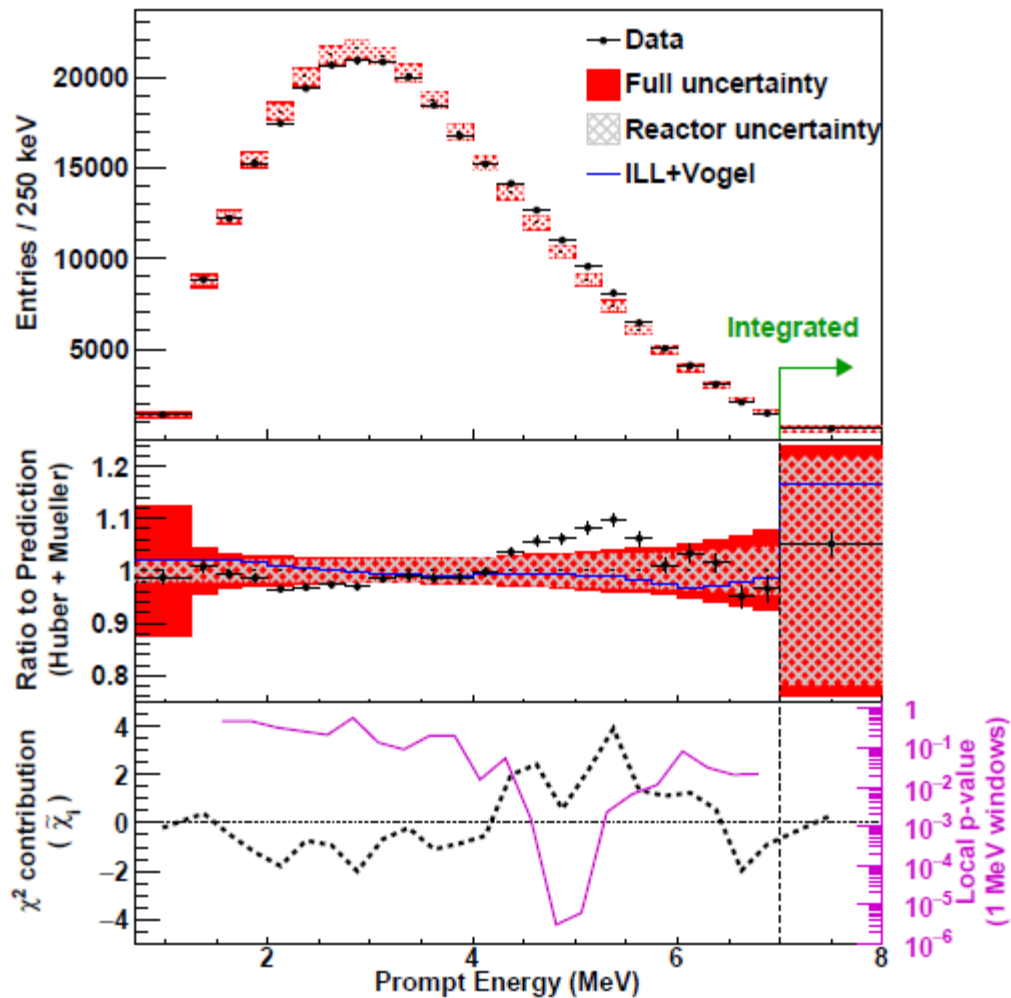 Data
Full uncertainty
Reactor uncertainty
ILL+Vogel
Entries / 250 keV
20000
15000
10000
5000
Integrated
Ratio to Prediction
(Huber + Mueller)
1.2
1.1
1
0.9
0.8
χ² contribution
( χ̃ᵢ )
4
2
0
−2
−4
1
10⁻¹
10⁻²
10⁻³
10⁻⁴
10⁻⁵
10⁻⁶
Local p-value
(1 MeV windows)
2
4
6
8
Prompt Energy (MeV)